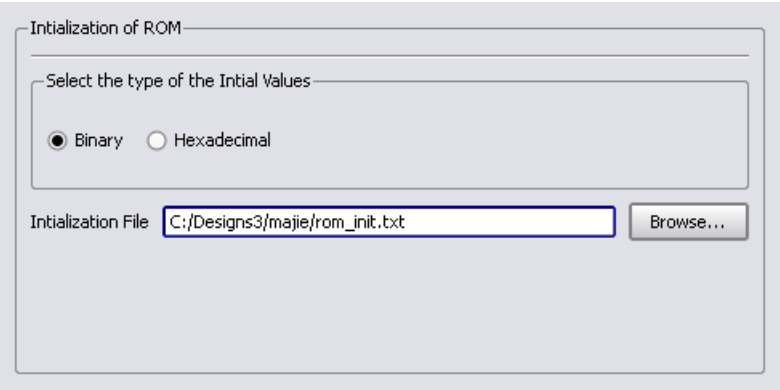 Intialization of ROM
Select the type of the Intial Values
Binary Hexadecimal
Intialization File C:/Designs3/majie/rom_init.txt Browse...